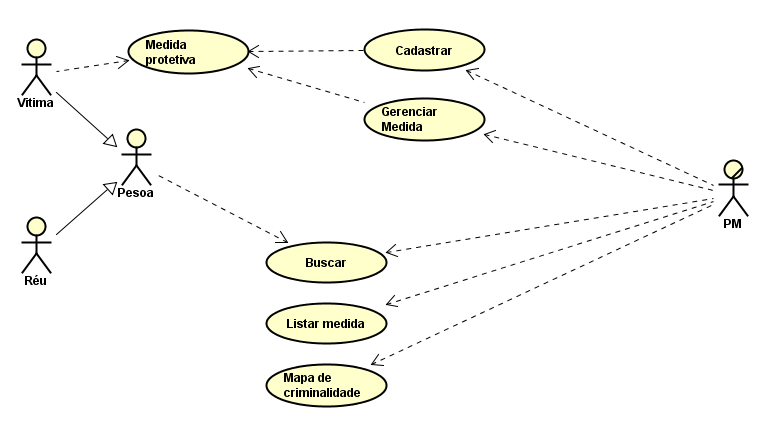 Medida
protetiva
Cadastrar
Vitima
Gerenciar
Medida
Pesoa
PM
Réu
Buscar
Listar medida
Mapa de
criminalidade